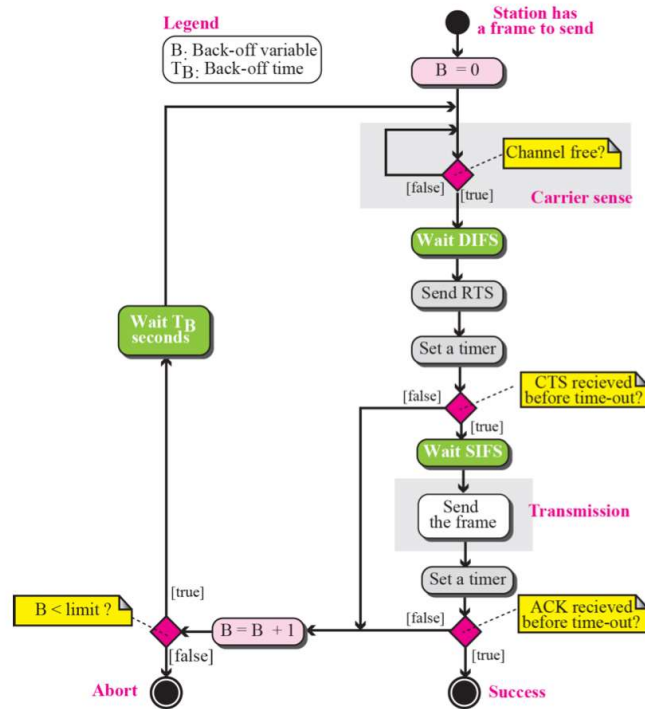 Legend
B: Back-off variable
TB: Back-off time
Station has
a frame to send
B = 0
Channel free?
[false]
[true]
Carrier sense
Wait DIFS
Send RTS
Wait TB
seconds
Set a timer
[false]
CTS recieved
before time-out?
[true]
Wait SIFS
Send
the frame
Transmission
Set a timer
[true]
B < limit ?
B = B + 1
[false]
ACK recieved
before time-out?
[false]
[true]
Abort
Success